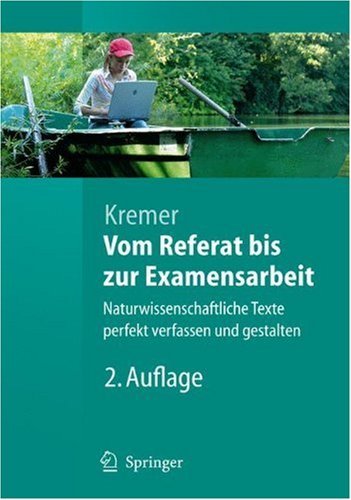 Kremer
Vom Referat bis
zur Examensarbeit
Naturwissenschaftliche Texte
perfekt verfassen und gestalten
2. Auflage
Springer